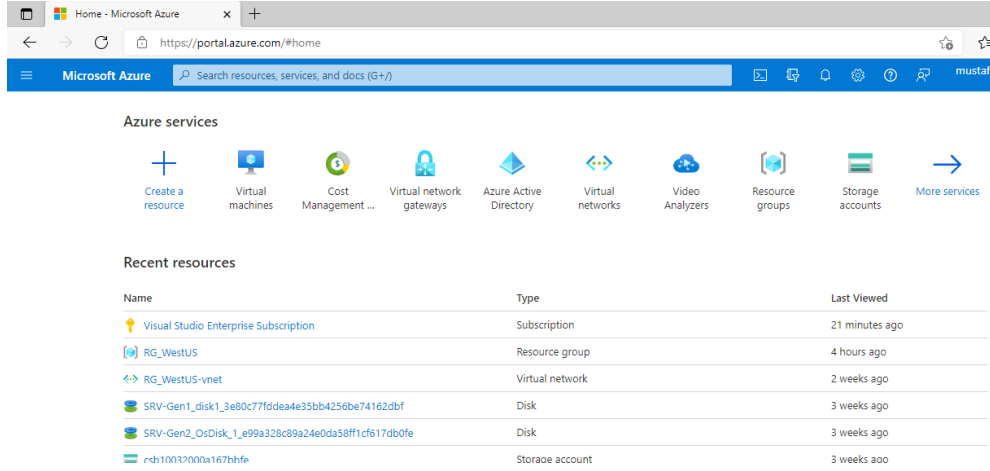 Home - Microsoft Azure
https://portal.azure.com/#home
Microsoft Azure
Search resources, services, and docs (G+/)
mustaf
Azure services
Create a resource
Virtual machines
Cost Management ...
Virtual network gateways
Azure Active Directory
Virtual networks
Video Analyzers
Resource groups
Storage accounts
More services
Recent resources
Name Type Last Viewed
Visual Studio Enterprise Subscription Subscription 21 minutes ago
RG_WestUS Resource group 4 hours ago
RG_WestUS-vnet Virtual network 2 weeks ago
SRV-Gen1_disk1_3e80c77fddea4e35bb4256be74162dbf Disk 3 weeks ago
SRV-Gen2_OsDisk_1_e99a328c89a24e0da58ff1cf617db0fe Disk 3 weeks ago
csb10032000a167bbfe Storage account 3 weeks ago